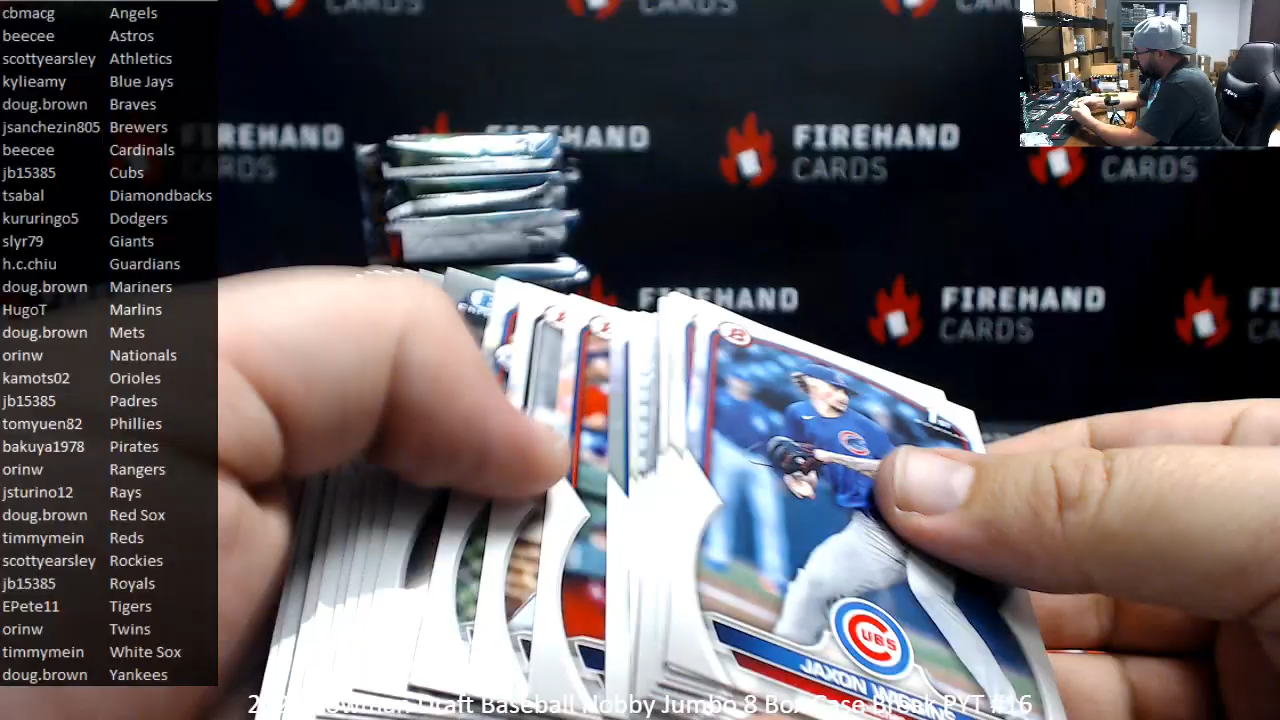 cbmacg Angels
beecee Astros
scottyearsley Athletics
kylieamy Blue Jays
doug.brown Braves
jsanchezin805 Brewers
beecee Cardinals
jb15385 Cubs
tsabal Diamondbacks
kururingo5 Dodgers
slyr79 Giants
h.c.chiu Guardians
doug.brown Mariners
HugoT Marlins
doug.brown Mets
orinw Nationals
kamots02 Orioles
jb15385 Padres
tomyuen82 Phillies
bakuya1978 Pirates
orinw Rangers
jsturino12 Rays
doug.brown Red Sox
timmymein Reds
scottyearsley Rockies
jb15385 Royals
EPete11 Tigers
orinw Twins
timmymein White Sox
doug.brown Yankees
CARDS
CARDS
CARDS
FIREHAND
CARDS
FIREHAND
FIREHAND
CARDS
CARDS
FIREHAND
FIREHAND
CARDS
CUBS
JAXON
Draft Baseball Hobby Jumbo 8 Box Case Break PYT #16